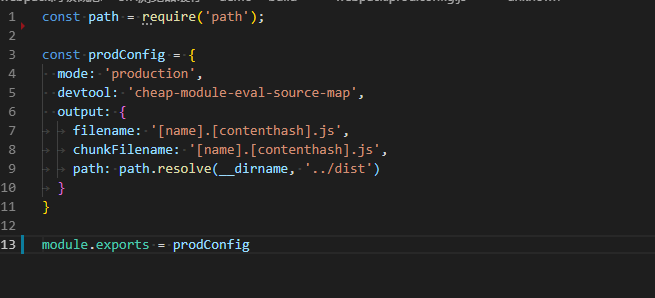 1 const path = require('path');
2
3 const prodConfig = {
4 mode: 'production',
5 devtool: 'cheap-module-eval-source-map',
6 output: {
7 filename: '[name].[contenthash].js',
8 chunkFilename: '[name].[contenthash].js',
9 path: path.resolve(__dirname, '../dist')
10 }
11 }
12
13 module.exports = prodConfig